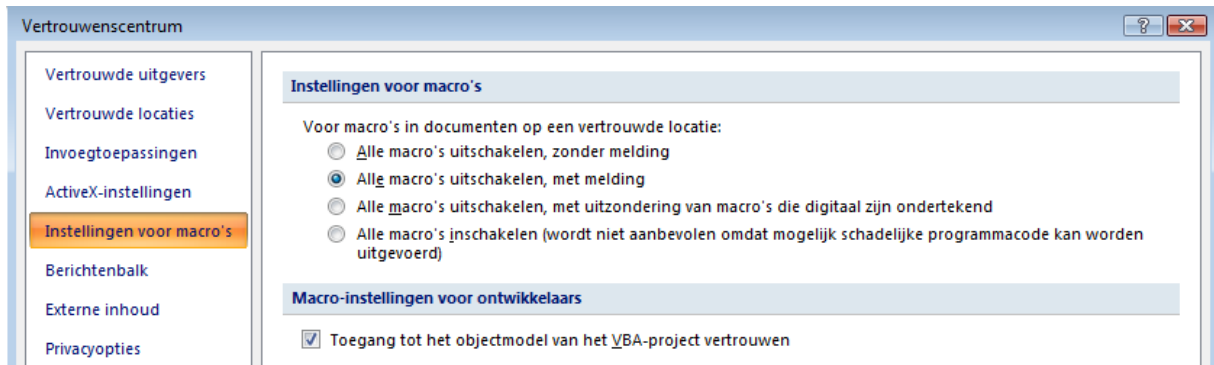 Vertrouwenscentrum
Vertrouwde uitgevers
Vertrouwde locaties
Invoegtoepassingen
ActiveX-instellingen
Instellingen voor macro's
Berichtenbalk
Externe inhoud
Privacyopties
Instellingen voor macro's
Voor macro's in documenten op een vertrouwde locatie:
Alle macro's uitschakelen, zonder melding
Alle macro's uitschakelen, met melding
Alle macro's uitschakelen, met uitzondering van macro's die digitaal zijn ondertekend
Alle macro's inschakelen (wordt niet aanbevolen omdat mogelijk schadelijke programmacode kan worden
uitgevoerd)
Macro-instellingen voor ontwikkelaars
Toegang tot het objectmodel van het VBA-project vertrouwen